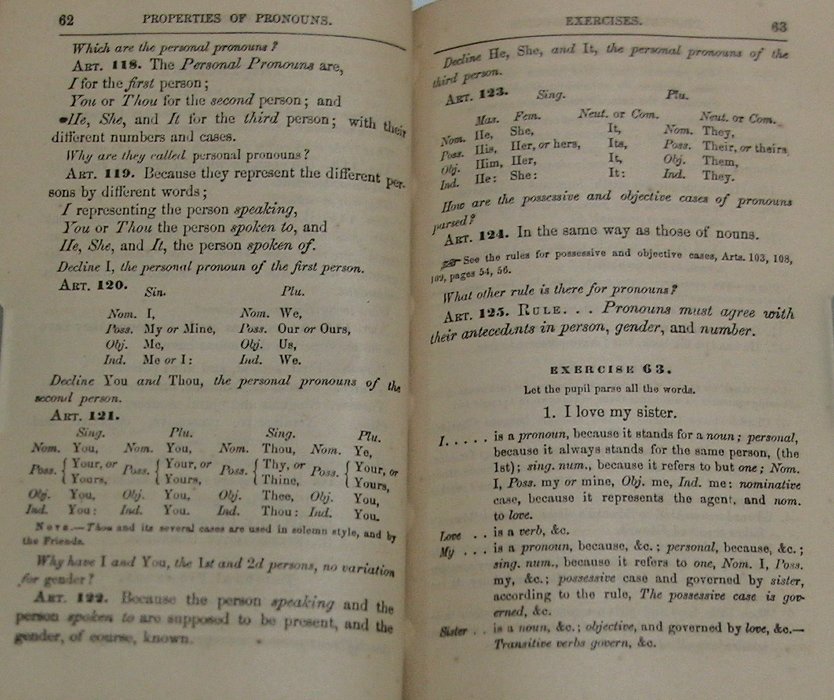 62 PROPERTIES OF PRONOUNS.
Which are the personal pronouns?
ART. 118. The Personal Pronouns are,
I for the first person;
You or Thou for the second person; and
He, She, and It for the third person; with their
different numbers and cases.
Why are they called personal pronouns?
ART. 119. Because they represent the different per-
sons by different words;
I representing the person speaking,
You or Thou the person spoken to, and
He, She, and It, the person spoken of.
Decline I, the personal pronoun of the first person.
ART. 120.
Sin. Plu.
Nom. I, Nom. We,
Poss. My or Mine, Poss. Our or Ours,
Obj. Me, Obj. Us,
Ind. Me or I: Ind. We.
Decline You and Thou, the personal pronouns of the
second person.
ART. 121.
Sing. Plu. Sing. Plu.
Nom. You, Nom. You, Nom. Thou, Nom. Ye,
Poss. { Your, or Poss. { Your, or Poss. { Thy, or Poss. { Your, or
Yours, Yours, Thine, Yours,
Obj. You, Obj. You, Obj. Thee, Obj. You,
Ind. You: Ind. You. Ind. Thou: Ind. You.
NOTE.—Thou and its several cases are used in solemn style, and by
the Friends.
Why have I and You, the 1st and 2d persons, no variation
for gender?
ART. 122. Because the person speaking and the
person spoken to are supposed to be present, and the
gender, of course, known.
EXERCISES. 63
Decline He, She, and It, the personal pronouns of the
third person.
ART. 123. Sing. Plu.
Mas. Fem. Neut. or Com. Neut. or Com.
Nom. He, She, It, Nom. They,
Poss. His, Her, or hers, Its, Poss. Their, or theirs,
Obj. Him, Her, It, Obj. Them,
Ind. He: She: It: Ind. They.
How are the possessive and objective cases of pronouns
parsed?
ART. 124. In the same way as those of nouns.
☞ See the rules for possessive and objective cases, Arts. 103, 108,
109, pages 54, 56.
What other rule is there for pronouns?
ART. 125. RULE. . . Pronouns must agree with
their antecedents in person, gender, and number.
EXERCISE 63.
Let the pupil parse all the words.
1. I love my sister.
I. . . . . is a pronoun, because it stands for a noun; personal,
because it always stands for the same person, (the
1st); sing. num., because it refers to but one; Nom.
I, Poss. my or mine, Obj. me, Ind. me: nominative
case, because it represents the agent, and nom.
to love.
Love . . is a verb, &c.
My . . . is a pronoun, because, &c.; personal, because, &c.;
sing. num., because it refers to one, Nom. I, Poss.
my, &c.; possessive case and governed by sister,
according to the rule, The possessive case is gov-
erned, &c.
Sister . . is a noun, &c.; objective, and governed by love, &c.—
Transitive verbs govern, &c.